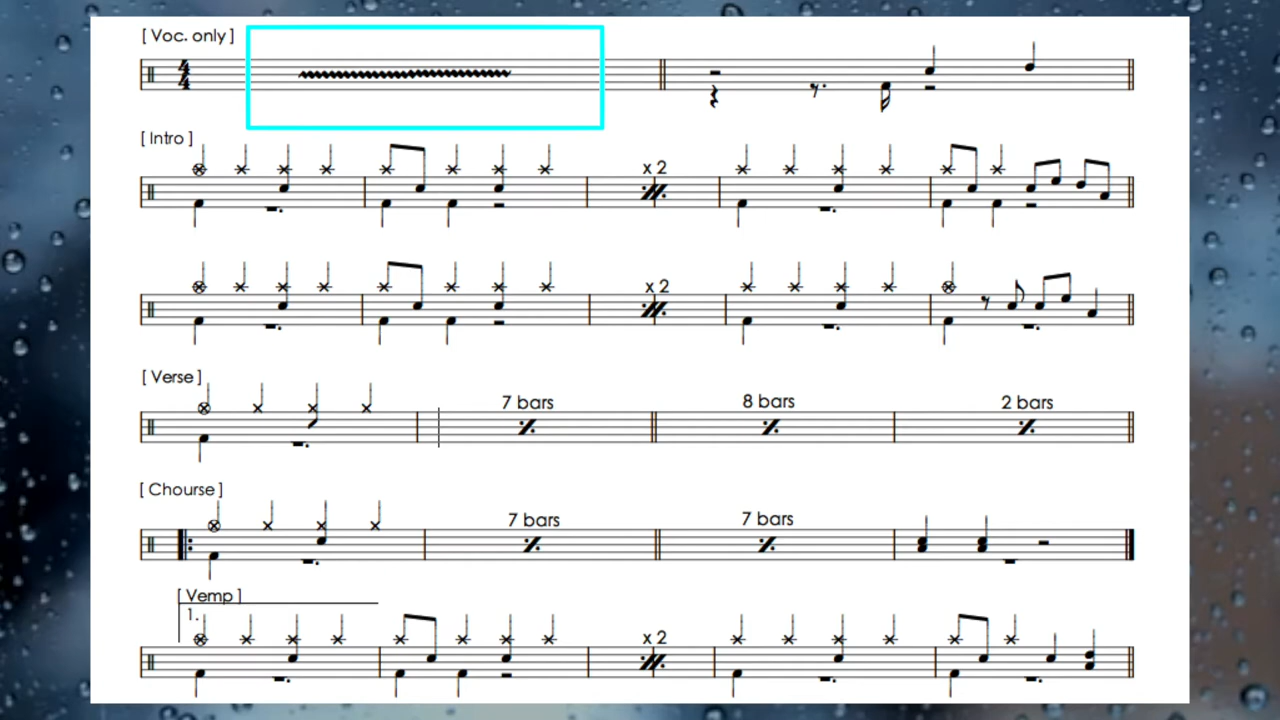 [ Voc. only ]
4
4
[ Intro ]
x 2
x 2
[ Verse ]
7 bars
8 bars
2 bars
[ Chourse ]
7 bars
7 bars
[ Vemp ]
1.
x 2